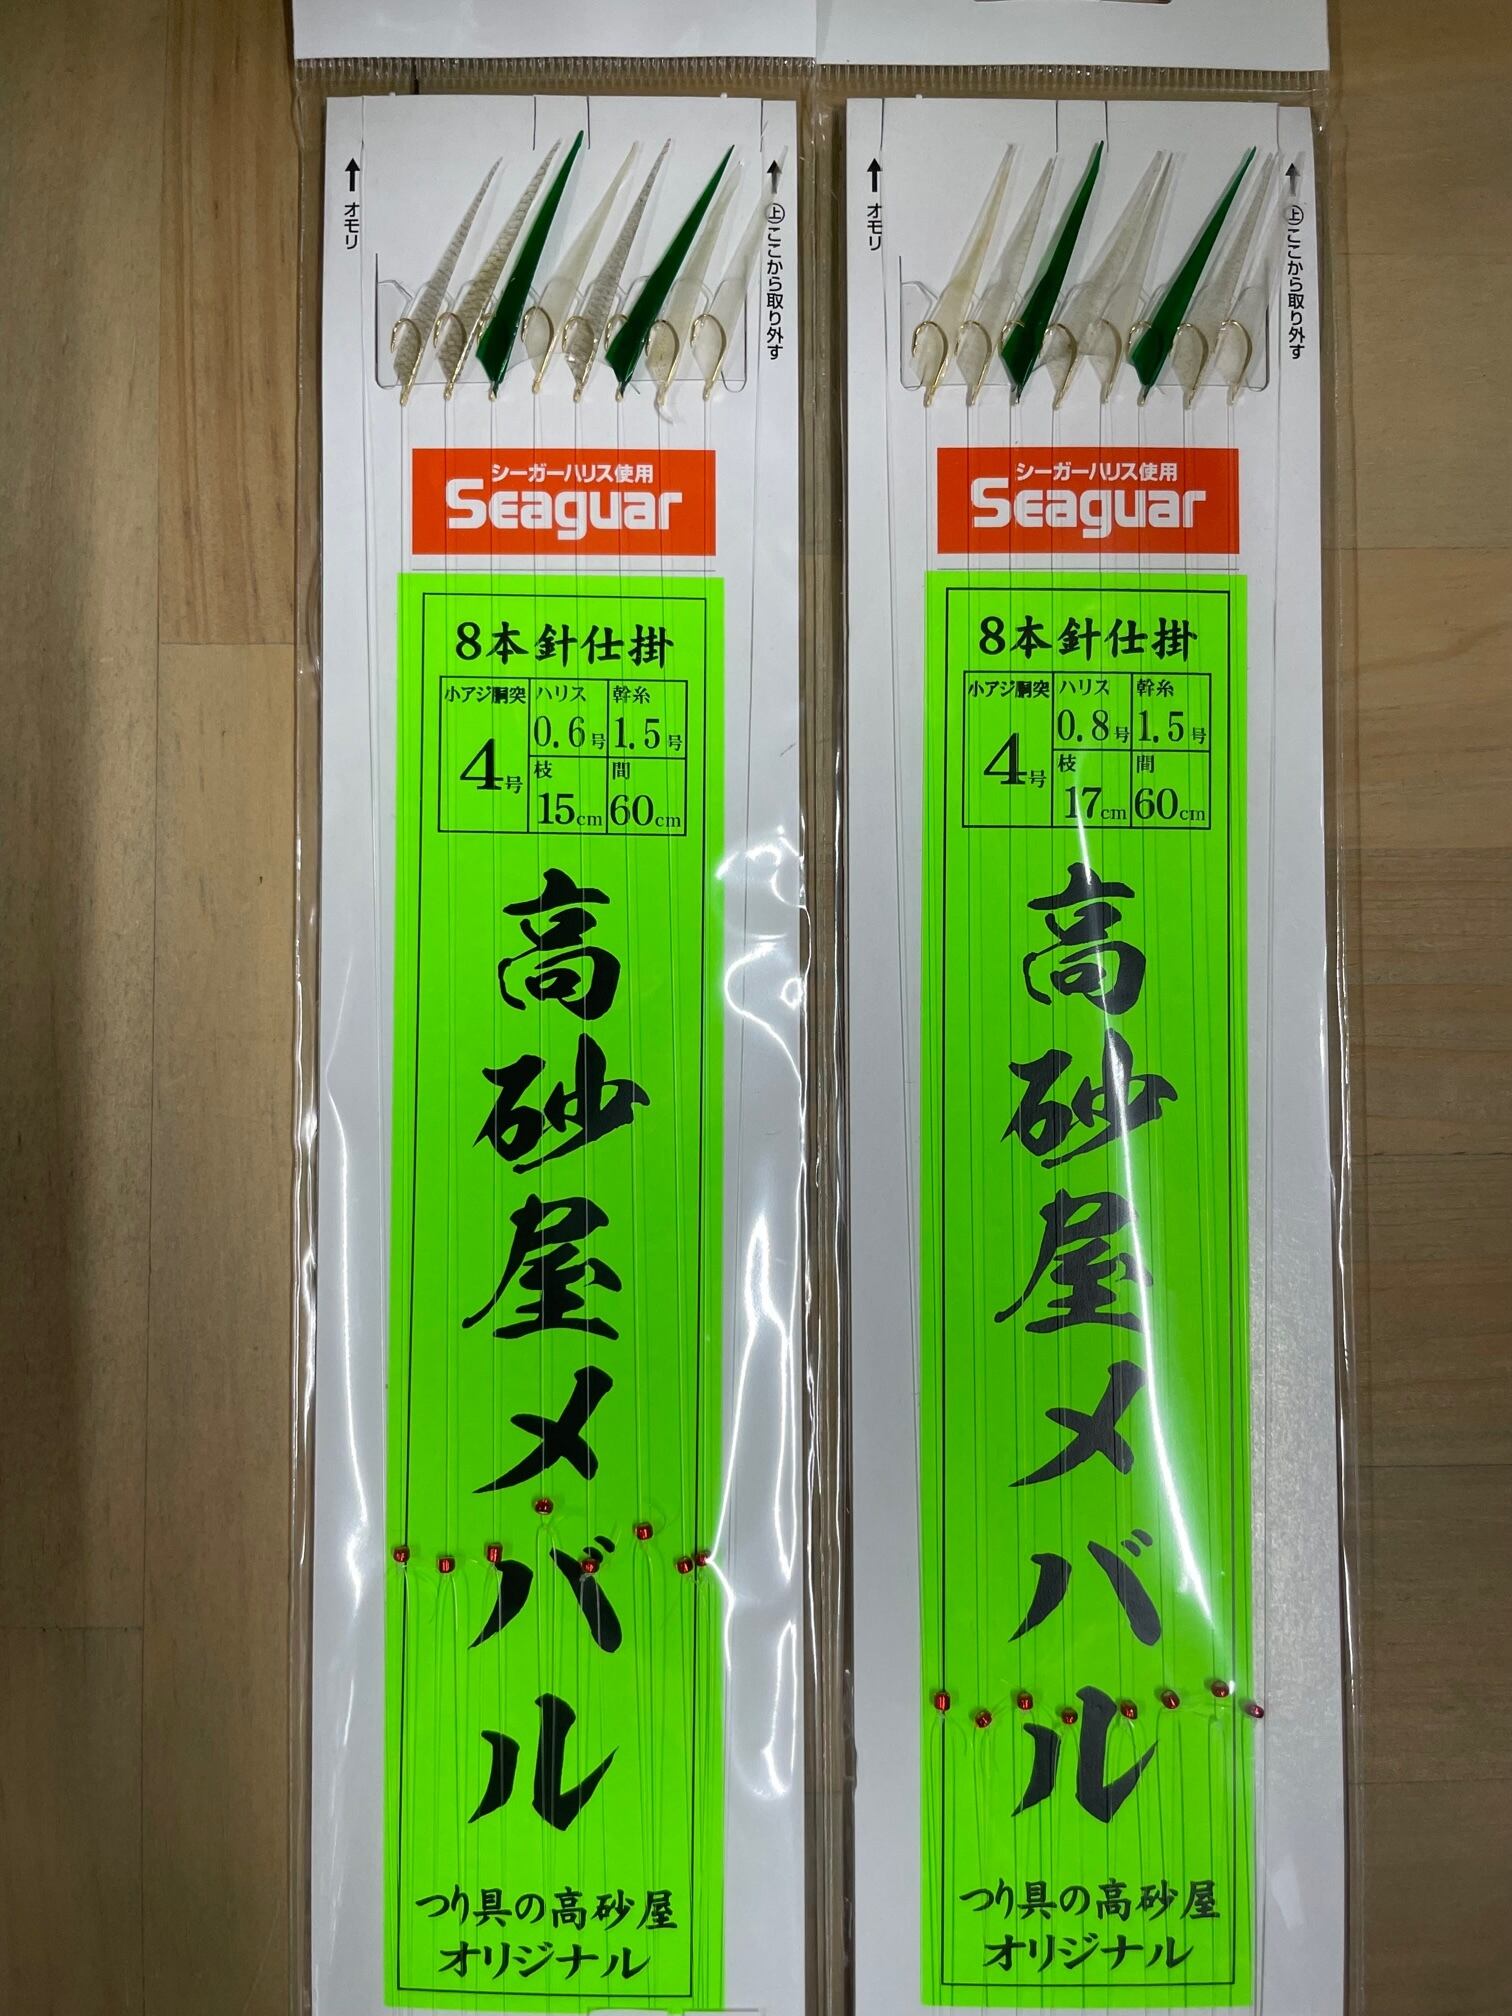 オモリ
㊤ここから取り外す
シーガーハリス使用
Seaguar
8本針仕掛
小アジ胴突
4号
ハリス
0.6号
幹糸
1.5号
枝
15cm
間
60cm
高砂屋メバル
つり具の高砂屋
オリジナル
オモリ
㊤ここから取り外す
シーガーハリス使用
Seaguar
8本針仕掛
小アジ胴突
4号
ハリス
0.8号
幹糸
1.5号
枝
17cm
間
60cm
高砂屋メバル
つり具の高砂屋
オリジナル